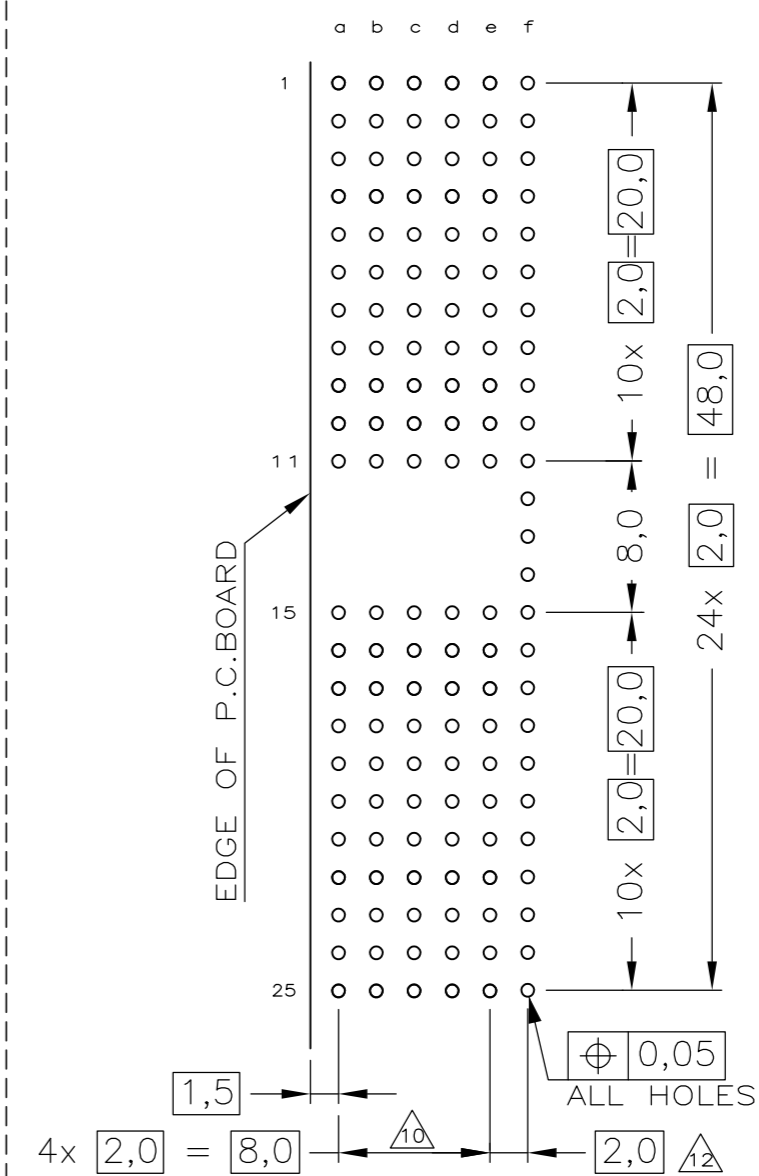 a b c d e f
1
10x 2,0=20,0
24x 2,0 = 48,0
11
8,0
EDGE OF P.C.BOARD
15
10x 2,0=20,0
25
0,05
ALL HOLES
1,5
4x 2,0 = 8,0
10
2,0
12